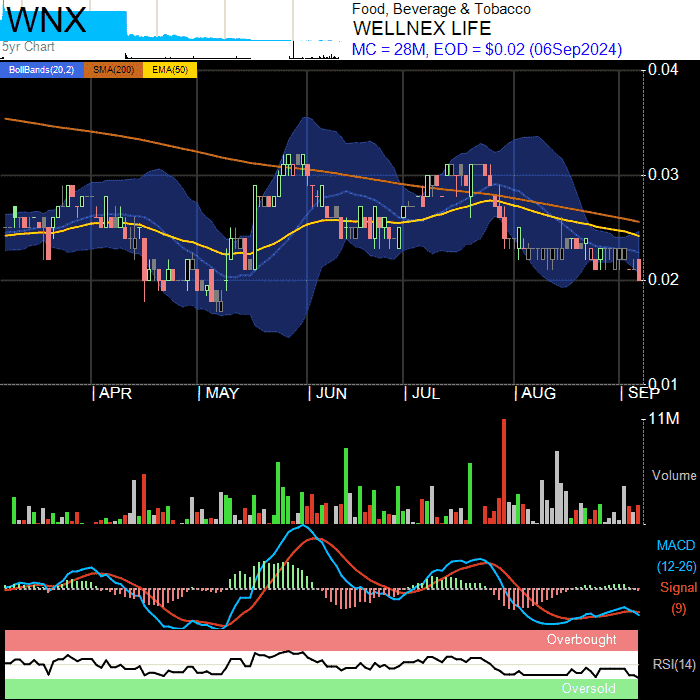 WNX
5yr Chart
Food, Beverage & Tobacco
WELLNEX LIFE
MC = 28M, EOD = $0.02 (06Sep2024)
BollBands(20,2) SMA(200) EMA(50)
0.04
0.03
0.02
0.01
| APR | MAY | JUN | JUL | AUG | SEP
11M
Volume
MACD
(12-26)
Signal
(9)
Overbought
RSI(14)
Oversold